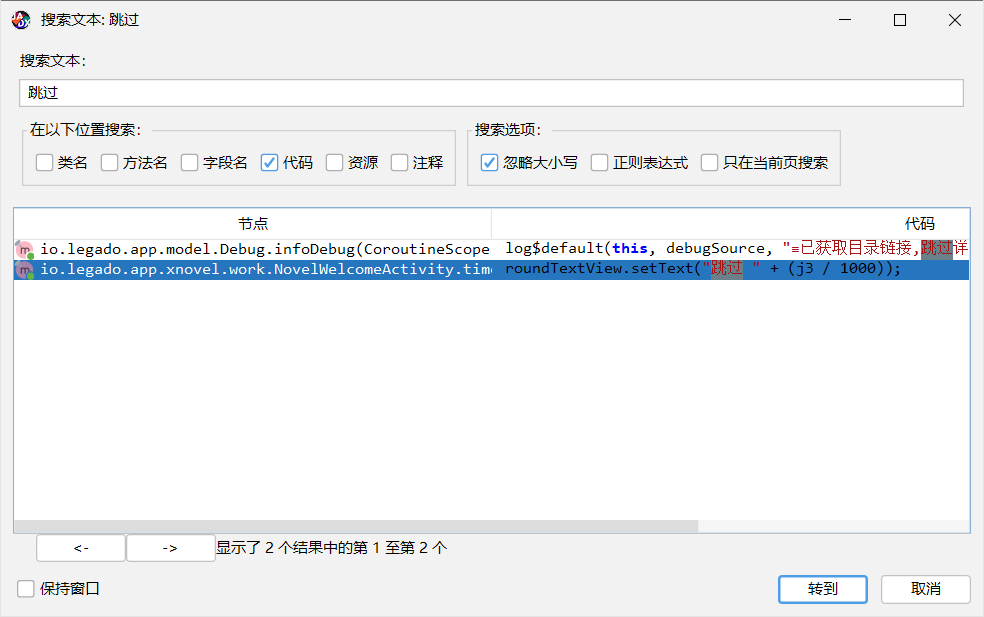 搜索文本: 跳过
搜索文本:
跳过
在以下位置搜索:
类名 方法名 字段名 代码 资源 注释
搜索选项:
忽略大小写 正则表达式 只在当前页搜索
节点 代码
io.legado.app.model.Debug.infoDebug(CoroutineScope log$default(this, debugSource, "≡已获取目录链接,跳过详
io.legado.app.xnovel.work.NovelWelcomeActivity.tim roundTextView.setText("跳过 " + (j3 / 1000));
<- -> 显示了 2 个结果中的第 1 至第 2 个
保持窗口
转到 取消